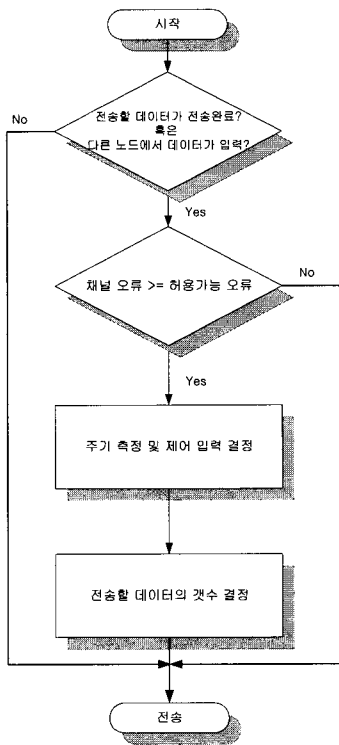 시작
전송할 데이터가 전송완료?
혹은
다른 노드에서 데이터가 입력?
No
Yes
채널 오류 >= 허용가능 오류
No
Yes
주기 측정 및 제어 입력 결정
전송할 데이터의 갯수 결정
전송